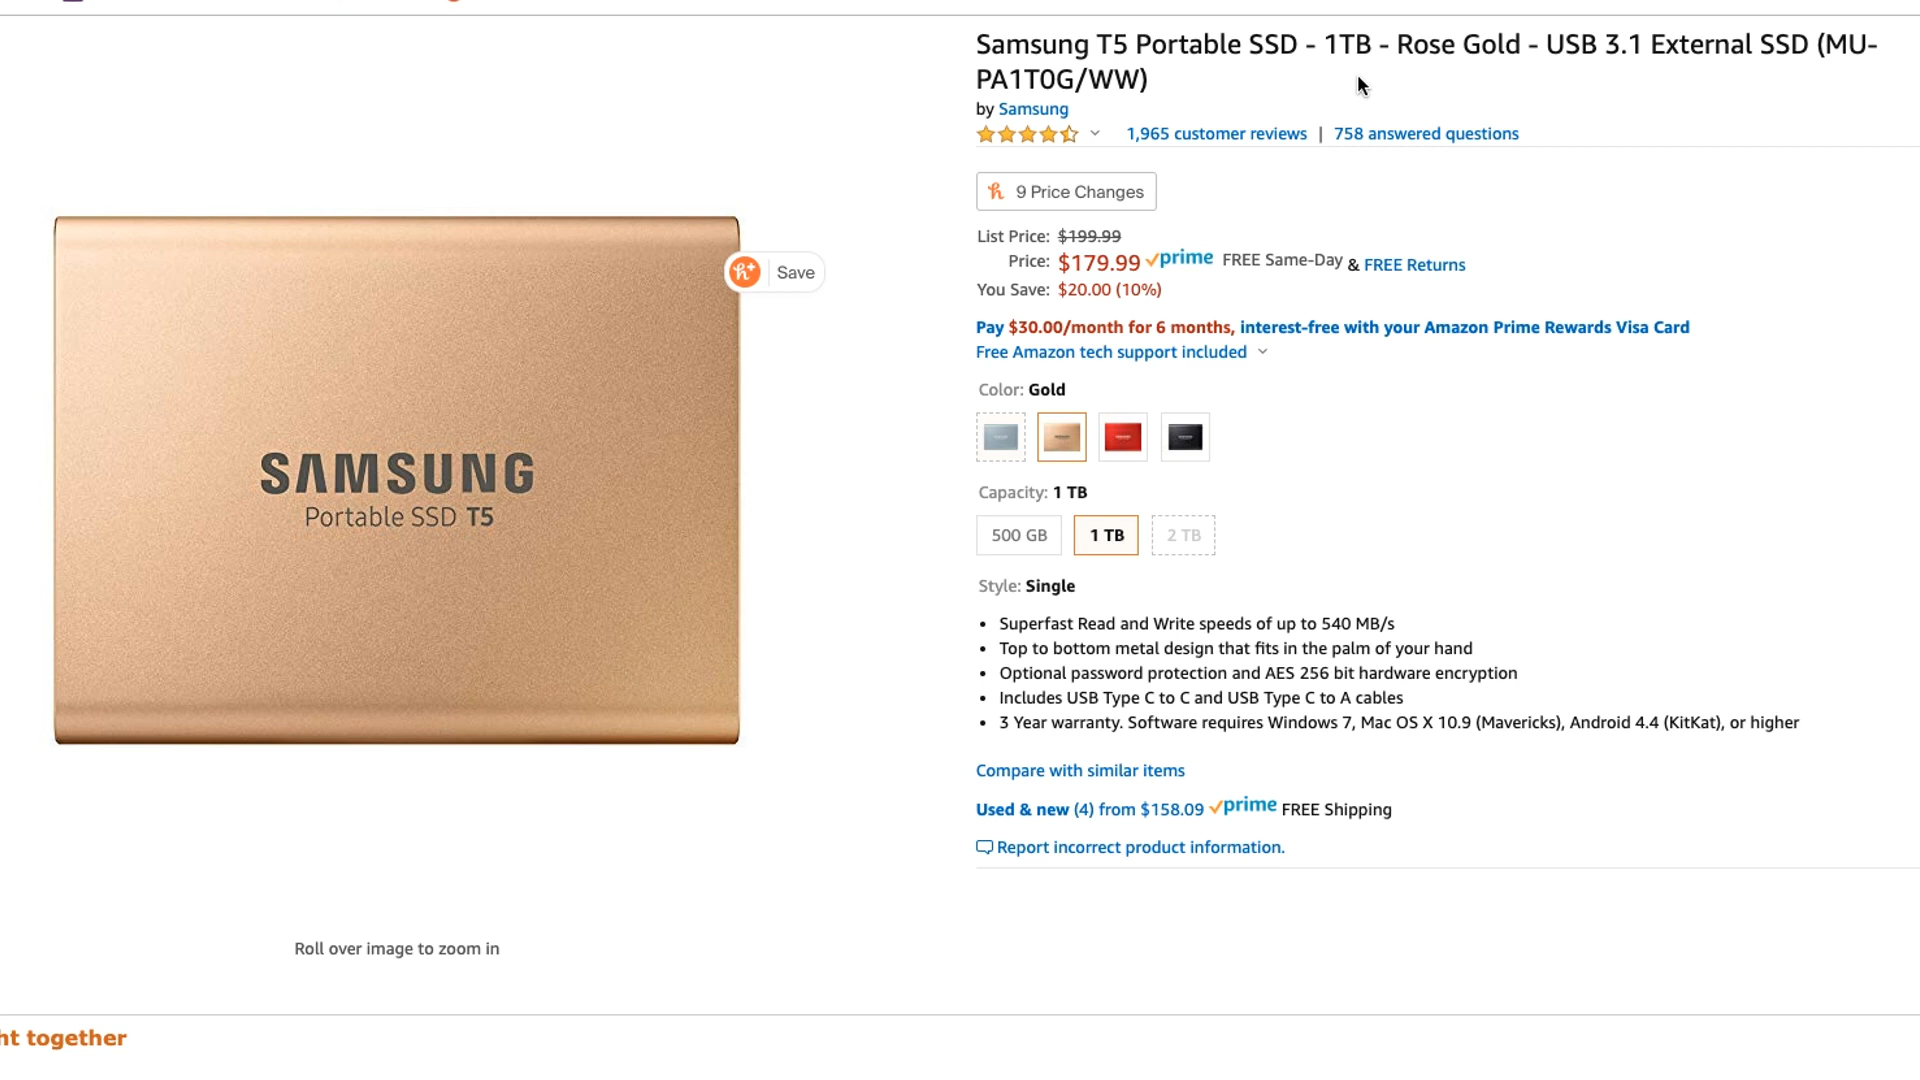 Samsung T5 Portable SSD - 1TB - Rose Gold - USB 3.1 External SSD (MU-
PA1T0G/WW)
by Samsung
1,965 customer reviews | 758 answered questions
9 Price Changes
List Price: $199.99
Price: $179.99 prime FREE Same-Day & FREE Returns
You Save: $20.00 (10%)
Pay $30.00/month for 6 months, interest-free with your Amazon Prime Rewards Visa Card
Free Amazon tech support included
Color: Gold
Capacity: 1 TB
500 GB
1 TB
2 TB
Style: Single
• Superfast Read and Write speeds of up to 540 MB/s
• Top to bottom metal design that fits in the palm of your hand
• Optional password protection and AES 256 bit hardware encryption
• Includes USB Type C to C and USB Type C to A cables
• 3 Year warranty. Software requires Windows 7, Mac OS X 10.9 (Mavericks), Android 4.4 (KitKat), or higher
Compare with similar items
Used & new (4) from $158.09 prime FREE Shipping
Report incorrect product information.
h+ Save
SAMSUNG
Portable SSD T5
Roll over image to zoom in
ht together